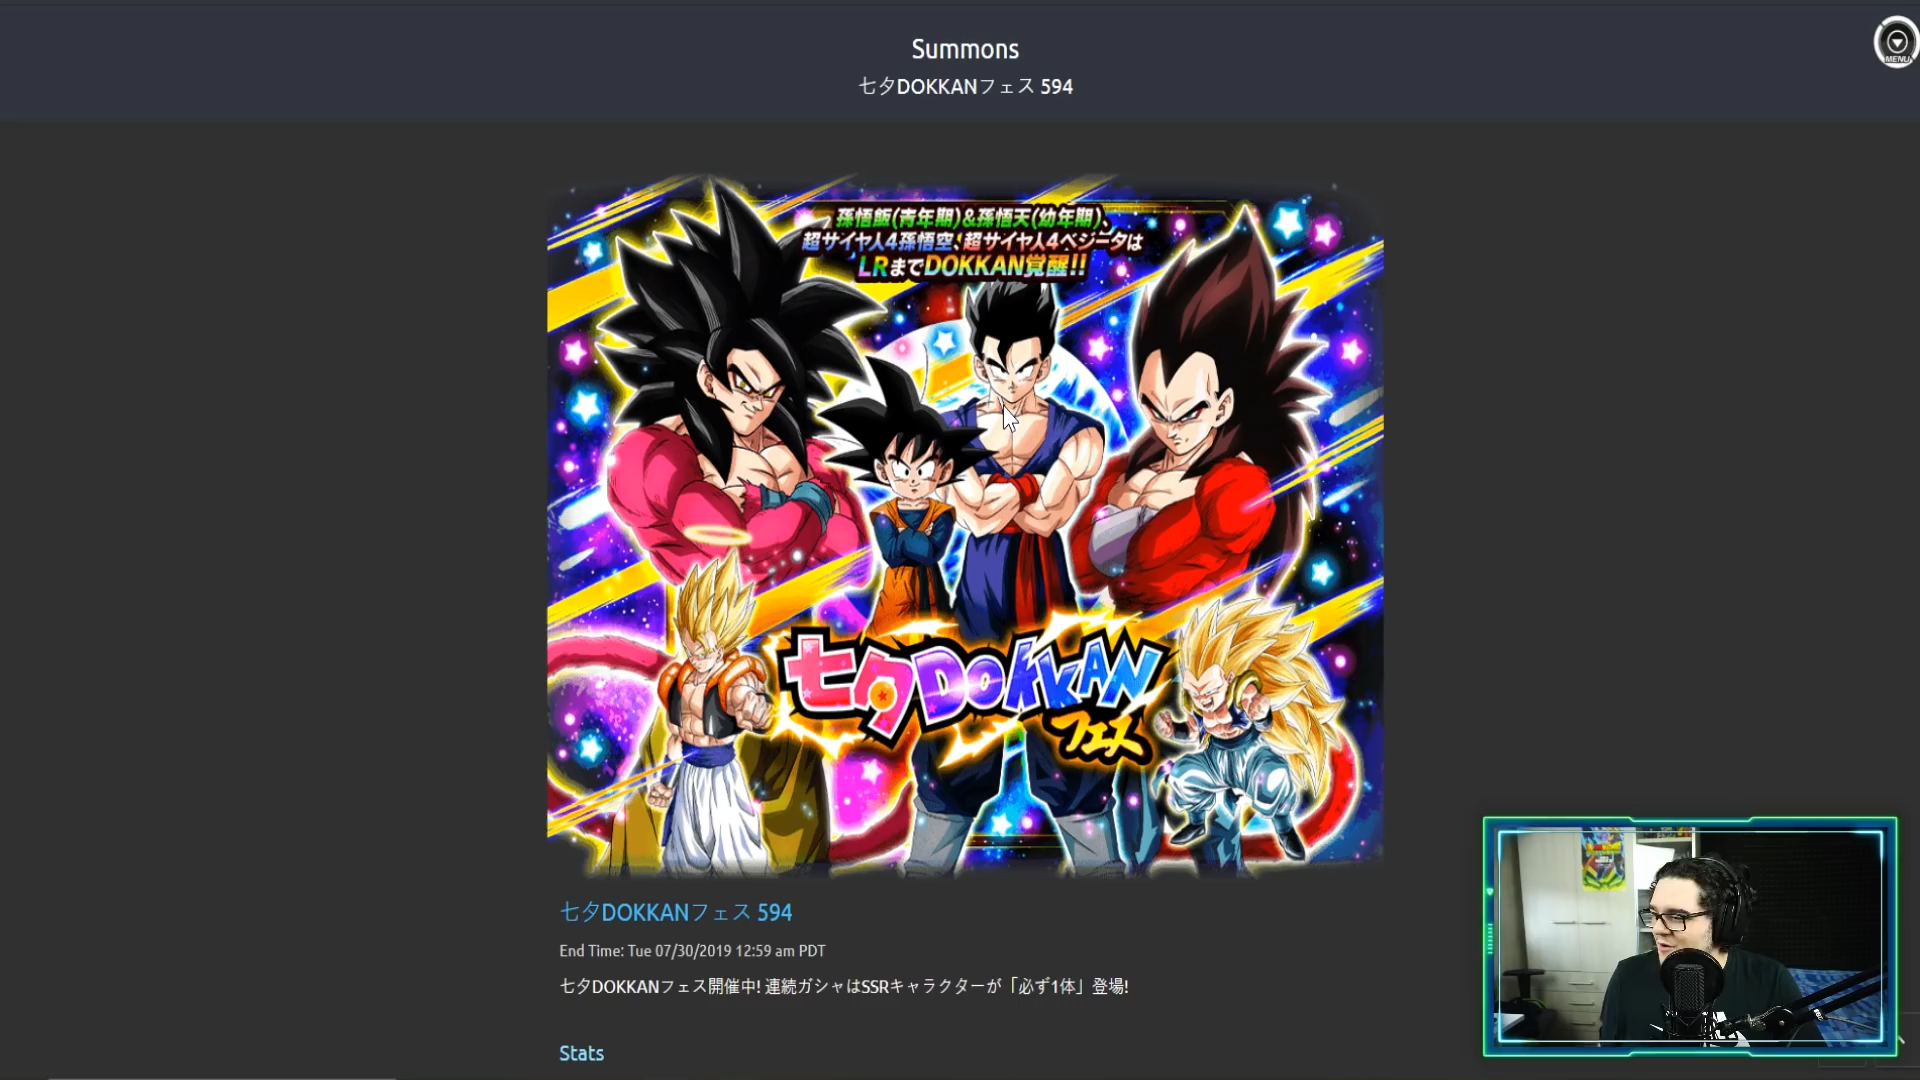 Summons
七夕DOKKANフェス 594
MENU
孫悟飯(青年期)&孫悟天(幼年期)、
超サイヤ人4孫悟空、超サイヤ人4ベジータは
LRまでDOKKAN覚醒!!
七夕DOKKAN
フェス
七夕DOKKANフェス 594
End Time: Tue 07/30/2019 12:59 am PDT
七夕DOKKANフェス開催中! 連続ガシャはSSRキャラクターが「必ず1体」登場!
Stats